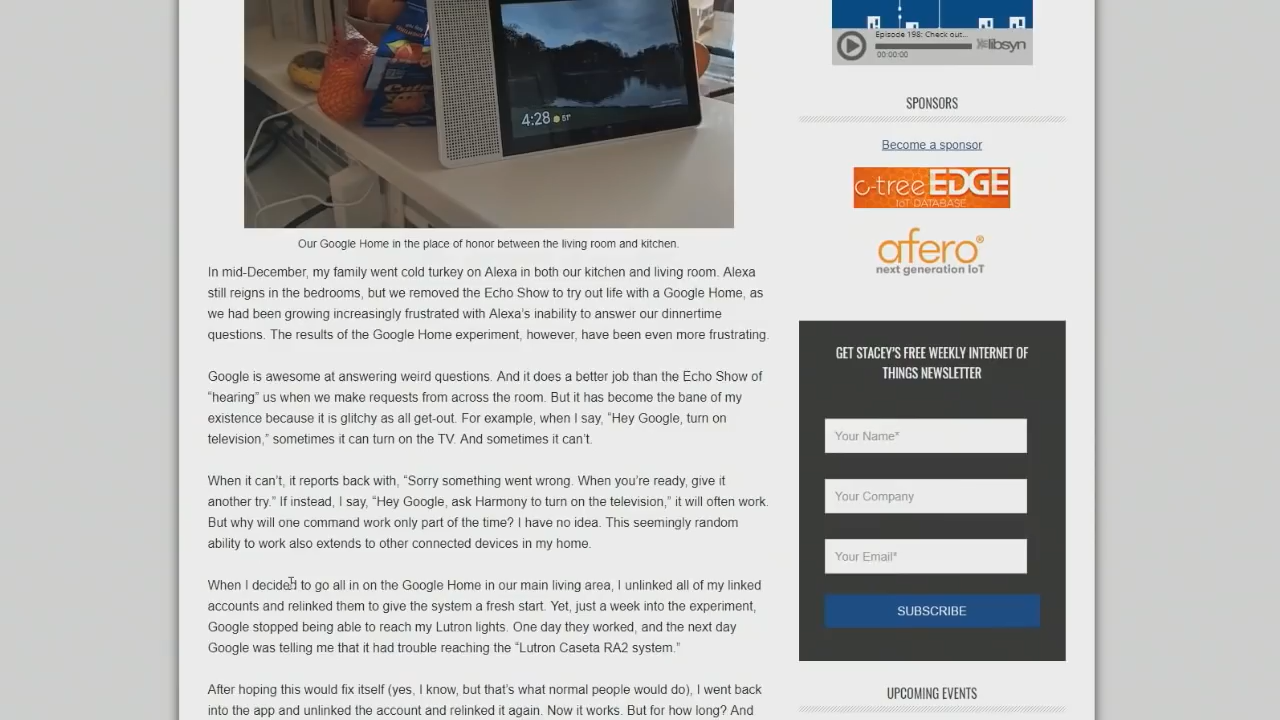 4:28 51°
Our Google Home in the place of honor between the living room and kitchen.
In mid-December, my family went cold turkey on Alexa in both our kitchen and living room. Alexa
still reigns in the bedrooms, but we removed the Echo Show to try out life with a Google Home, as
we had been growing increasingly frustrated with Alexa’s inability to answer our dinnertime
questions. The results of the Google Home experiment, however, have been even more frustrating.
Google is awesome at answering weird questions. And it does a better job than the Echo Show of
“hearing” us when we make requests from across the room. But it has become the bane of my
existence because it is glitchy as all get-out. For example, when I say, “Hey Google, turn on
television,” sometimes it can turn on the TV. And sometimes it can’t.
When it can’t, it reports back with, “Sorry something went wrong. When you’re ready, give it
another try.” If instead, I say, “Hey Google, ask Harmony to turn on the television,” it will often work.
But why will one command work only part of the time? I have no idea. This seemingly random
ability to work also extends to other connected devices in my home.
When I decided to go all in on the Google Home in our main living area, I unlinked all of my linked
accounts and relinked them to give the system a fresh start. Yet, just a week into the experiment,
Google stopped being able to reach my Lutron lights. One day they worked, and the next day
Google was telling me that it had trouble reaching the “Lutron Caseta RA2 system.”
After hoping this would fix itself (yes, I know, but that’s what normal people would do), I went back
into the app and unlinked the account and relinked it again. Now it works. But for how long? And
Episode 198: Check out...
libsyn
00:00:00
SPONSORS
Become a sponsor
c-treeEDGE
IoT DATABASE
afero®
next generation IoT
GET STACEY'S FREE WEEKLY INTERNET OF
THINGS NEWSLETTER
Your Name*
Your Company
Your Email*
SUBSCRIBE
UPCOMING EVENTS